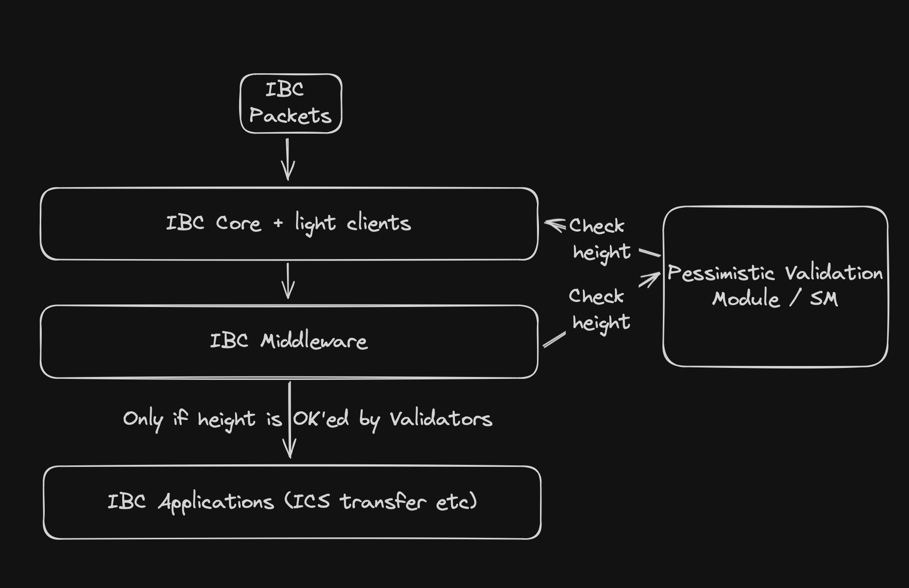 IBC
Packets
IBC Core + light clients
Check
height
Pessimistic Validation
Module / SM
Check
height
IBC Middleware
Only if height is OK'ed by Validators
IBC Applications (ICS transfer etc)